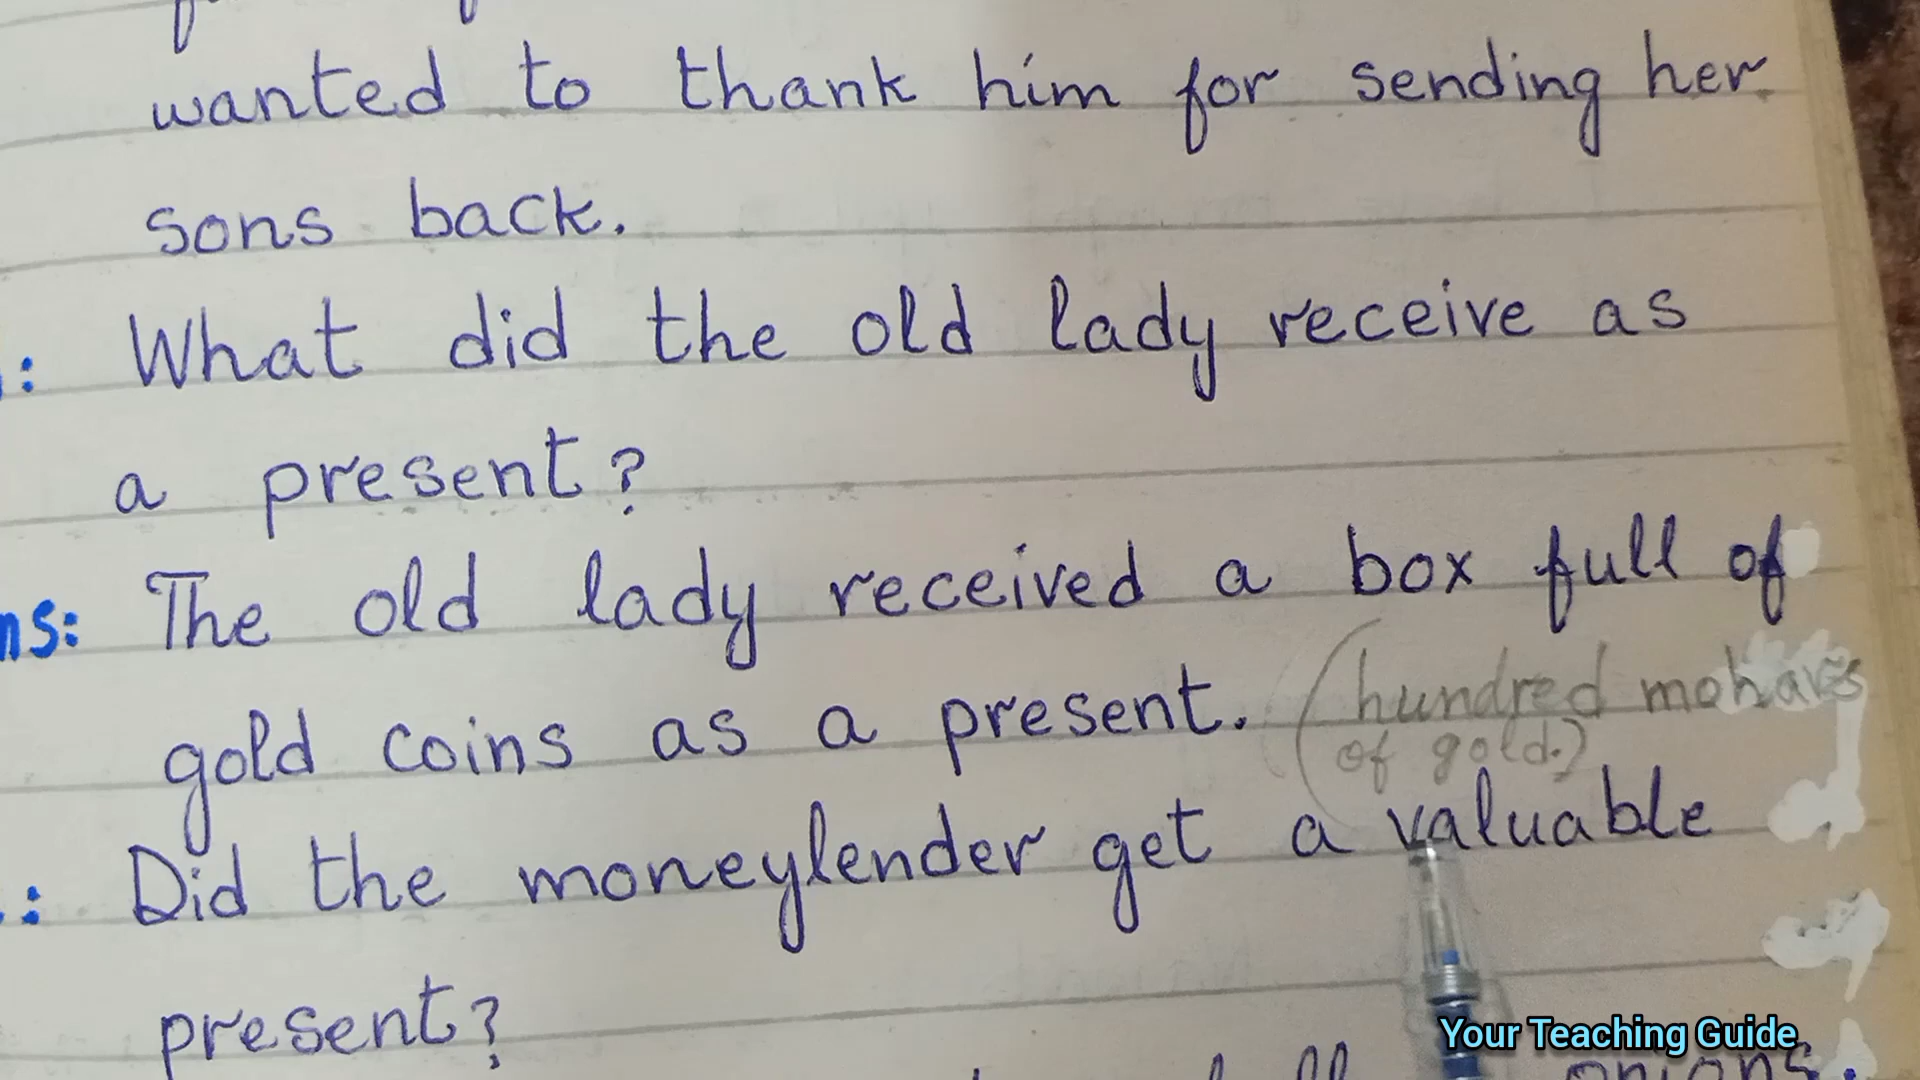 wanted to thank him for sending her
sons back.
: What did the old lady receive as
a present?
ns: The old lady received a box full of
gold coins as a present. (hundred mohars
of gold.)
.: Did the moneylender get a valuable
present?
onions.
Your Teaching Guide